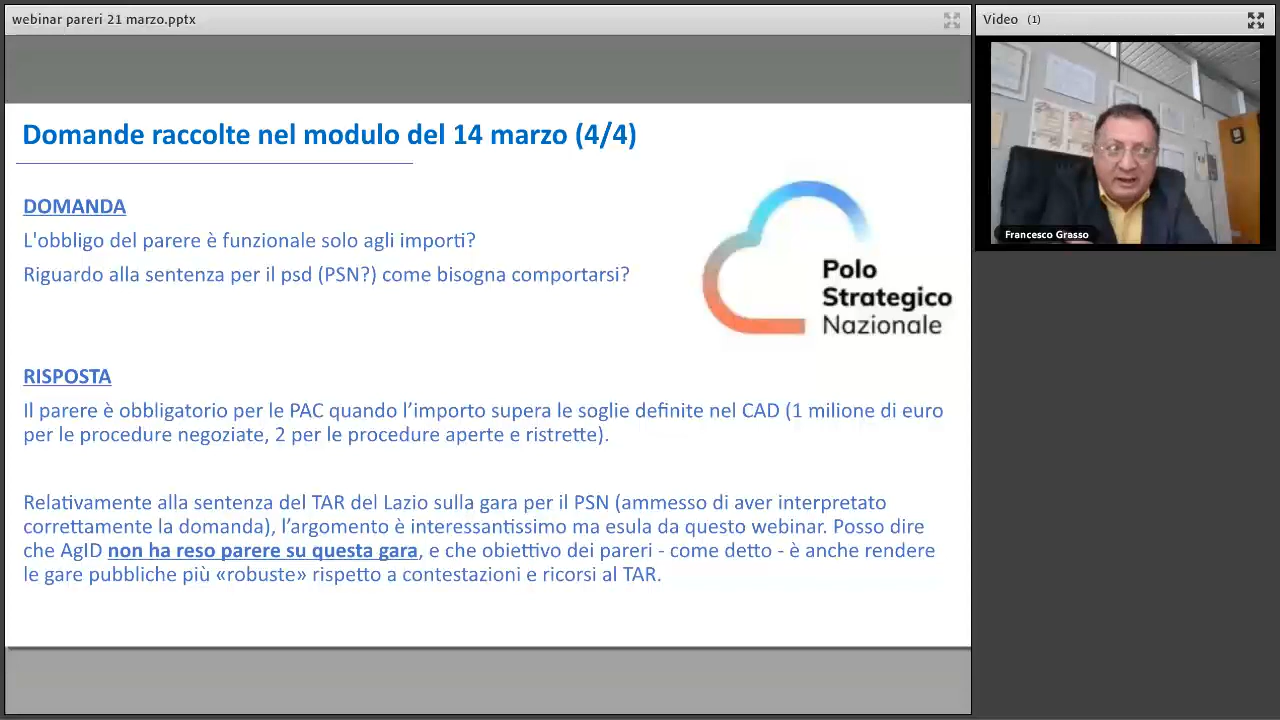 webinar pareri 21 marzo.pptx
Video (1)
Francesco Grasso
Domande raccolte nel modulo del 14 marzo (4/4)
DOMANDA
L'obbligo del parere è funzionale solo agli importi?
Riguardo alla sentenza per il psd (PSN?) come bisogna comportarsi?
Polo
Strategico
Nazionale
RISPOSTA
Il parere è obbligatorio per le PAC quando l’importo supera le soglie definite nel CAD (1 milione di euro
per le procedure negoziate, 2 per le procedure aperte e ristrette).
Relativamente alla sentenza del TAR del Lazio sulla gara per il PSN (ammesso di aver interpretato
correttamente la domanda), l’argomento è interessantissimo ma esula da questo webinar. Posso dire
che AgID non ha reso parere su questa gara, e che obiettivo dei pareri - come detto - è anche rendere
le gare pubbliche più «robuste» rispetto a contestazioni e ricorsi al TAR.